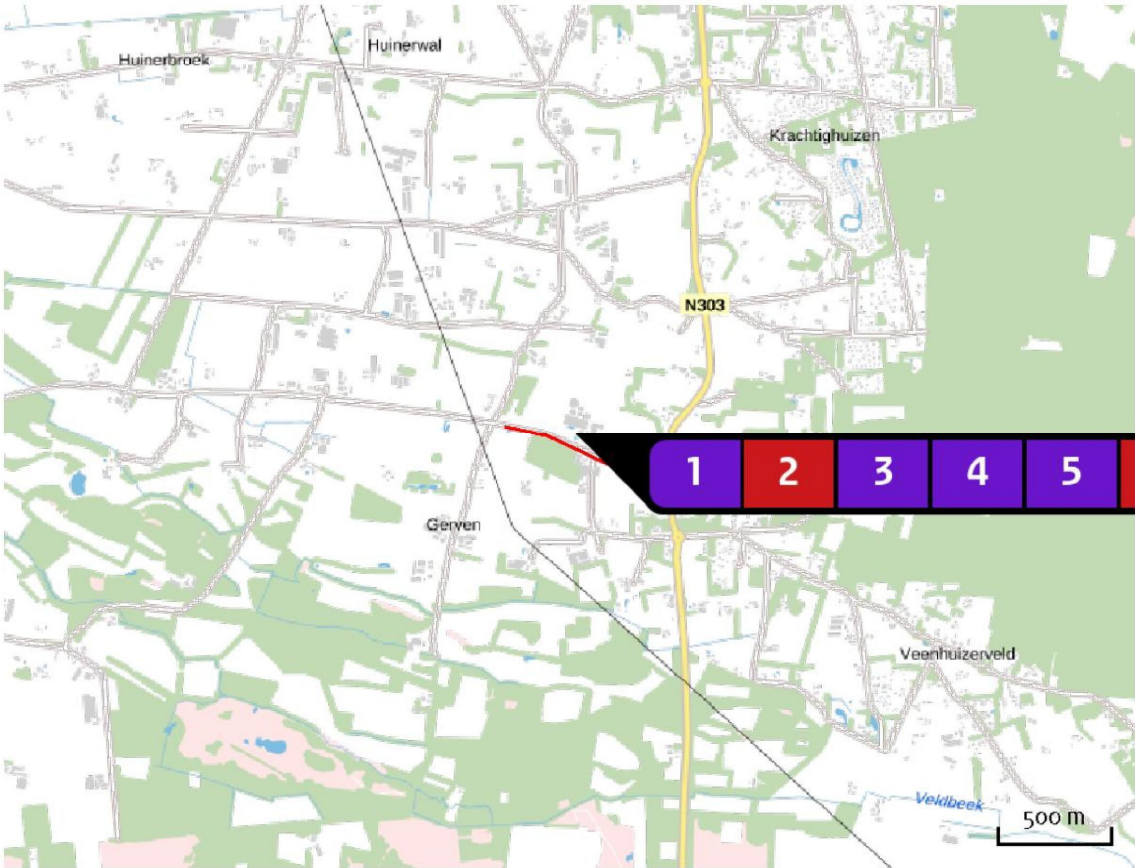 Huinerwal
Huinerbroek
Krachtighuizen
N303
1 2 3 4 5
Gerven
Veenhuizerveld
Veldbeek
500 m